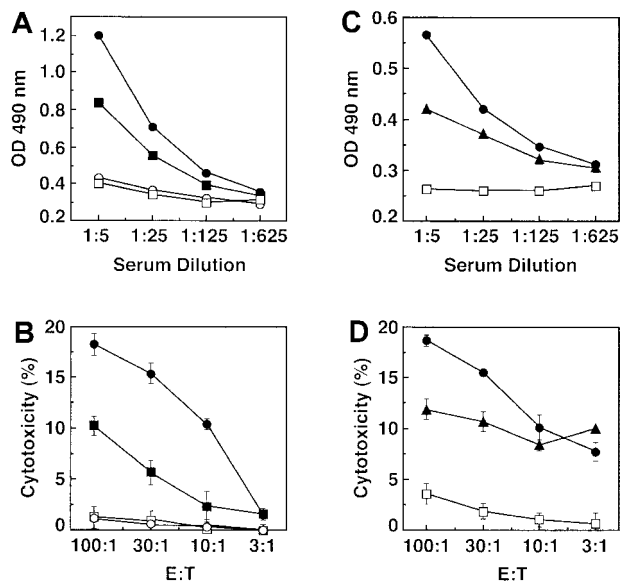 A
OD 490 nm
1.2
1.0
0.8
0.6
0.4
0.2
1:5 1:25 1:125 1:625
Serum Dilution
C
OD 490 nm
0.6
0.5
0.4
0.3
0.2
1:5 1:25 1:125 1:625
Serum Dilution
B
Cytotoxicity (%)
20
15
10
5
0
100:1 30:1 10:1 3:1
E:T
D
Cytotoxicity (%)
20
15
10
5
0
100:1 30:1 10:1 3:1
E:T